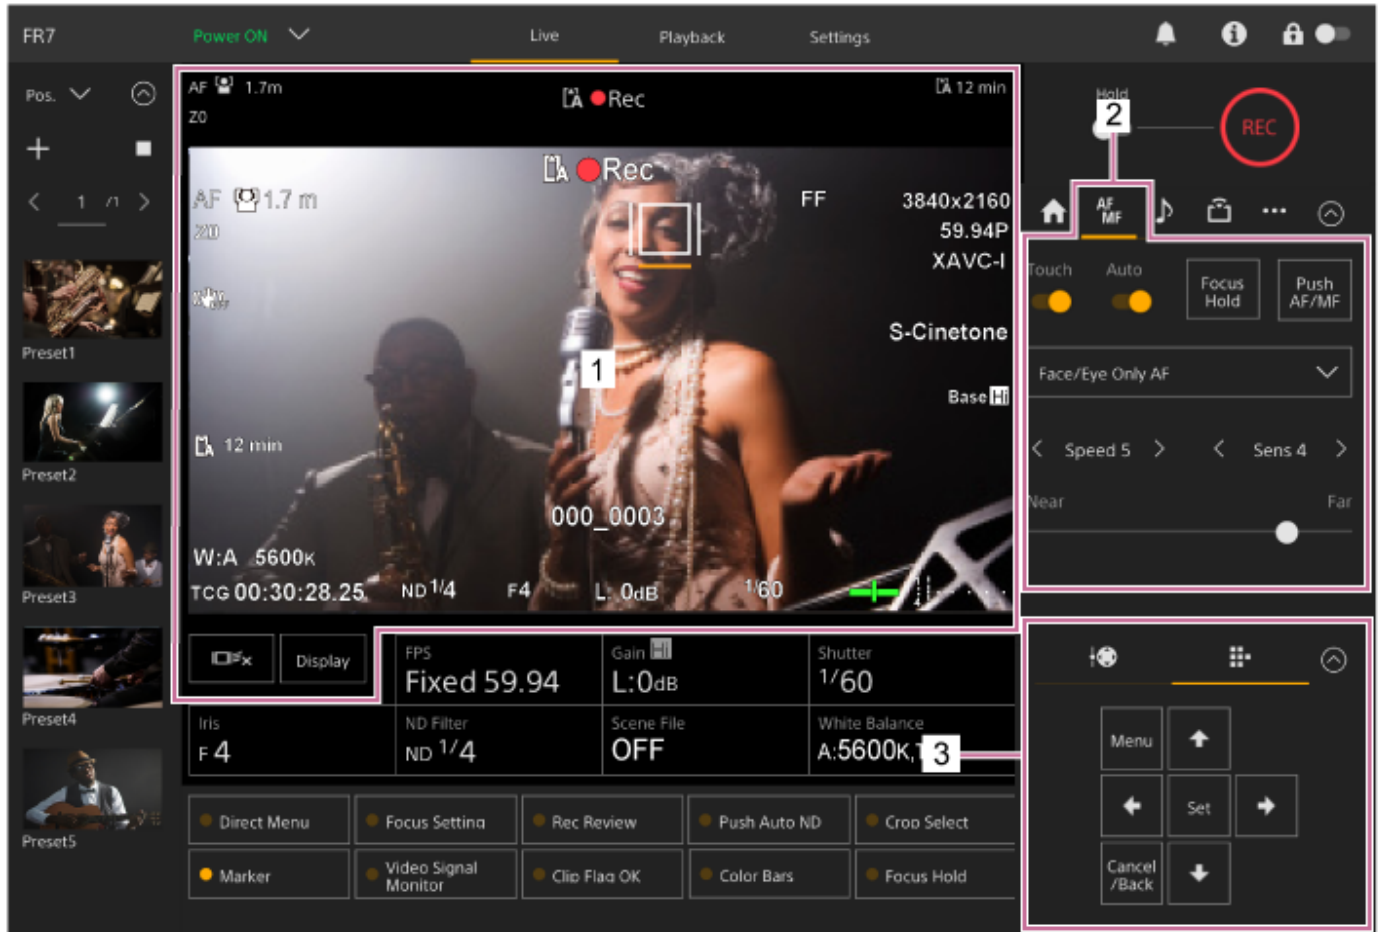 FR7
Power ON
Live
Playback
Settings
Pos.
1 /1
Preset1
Preset2
Preset3
Preset4
Preset5
AF 1.7m
Z0
A Rec
A 12 min
A Rec
AF 1.7 m
Z0
OFF
FF
3840x2160
59.94P
XAVC-I
S-Cinetone
Base Hi
1
A 12 min
000_0003
W:A 5600K
TCG 00:30:28.25
ND 1/4
F4
L: 0dB
1/60
Display
FPS
Fixed 59.94
Gain Hi
L:0dB
Shutter
1/60
Iris
F 4
ND Filter
ND 1/4
Scene File
OFF
White Balance
A:5600K,T
3
Direct Menu
Focus Setting
Rec Review
Push Auto ND
Crop Select
Marker
Video Signal
Monitor
Clip Flag OK
Color Bars
Focus Hold
Hold
2
REC
AF
MF
Touch
Auto
Focus
Hold
Push
AF/MF
Face/Eye Only AF
Speed 5
Sens 4
Near
Far
Menu
Set
Cancel
/Back